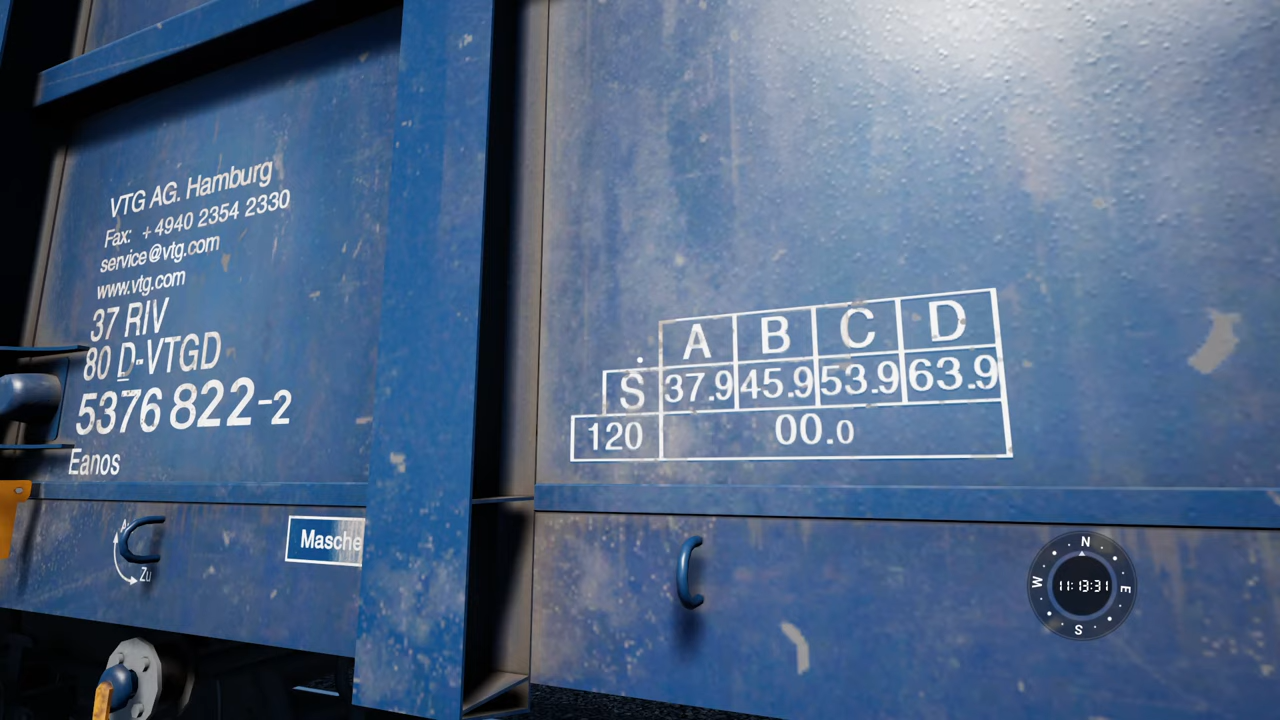 VTG AG. Hamburg
Fax: +4940 2354 2330
service@vtg.com
www.vtg.com
37 RIV
80 D-VTGD
5376 822-2
Eanos
Zu
Masche
A B C D
S 37.9 45.9 53.9 63.9
120 00.0
N
W 11:13:31 E
S